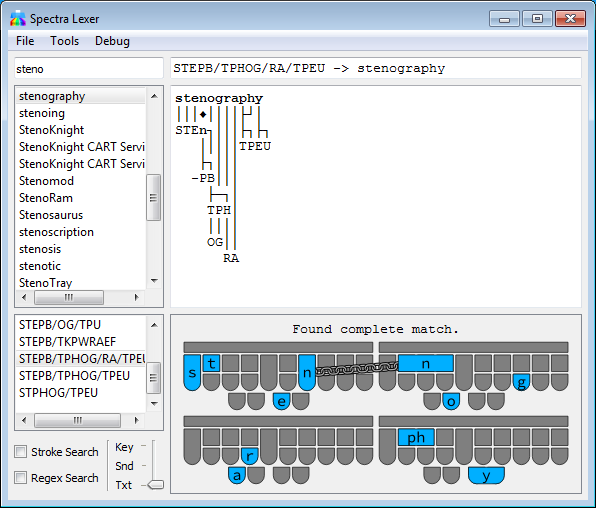 Spectra Lexer
File Tools Debug
steno
STEPB/TPHOG/RA/TPEU -> stenography
stenography
stenoing
StenoKnight
StenoKnight CART Servi
StenoKnight CART Servi
Stenomod
StenoRam
Stenosaurus
stenoscription
stenosis
stenotic
StenoTray
stenography
STEn
TPEU
-PB
TPH
OG
RA
STEPB/OG/TPU
STEPB/TKPWRAEF
STEPB/TPHOG/RA/TPEU
STEPB/TPHOG/TPEU
STPHOG/TPEU
Stroke Search
Regex Search
Key
Snd
Txt
Found complete match.
s t n n
g
e o
r ph
a y